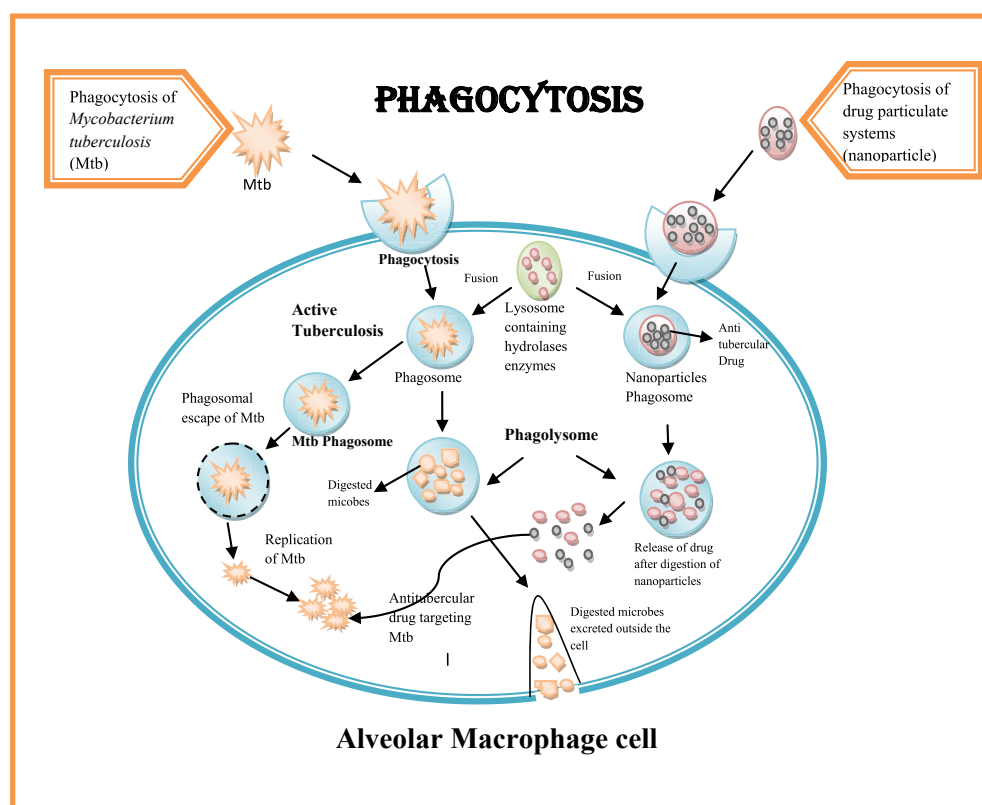 PHAGOCYTOSIS
Phagocytosis of
Mycobacterium
tuberculosis
(Mtb)
Mtb
Phagocytosis of
drug particulate
systems
(nanoparticle)
Phagocytosis
Fusion
Fusion
Lysosome
containing
hydrolases
enzymes
Active
Tuberculosis
Phagosome
Anti
tubercular
Drug
Nanoparticles
Phagosome
Phagosomal
escape of Mtb
Mtb Phagosome
Phagolysome
Digested
micobes
Replication
of Mtb
Release of drug
after digestion of
nanoparticles
Antitubercular
drug targeting
Mtb
Digested microbes
excreted outside the
cell
Alveolar Macrophage cell